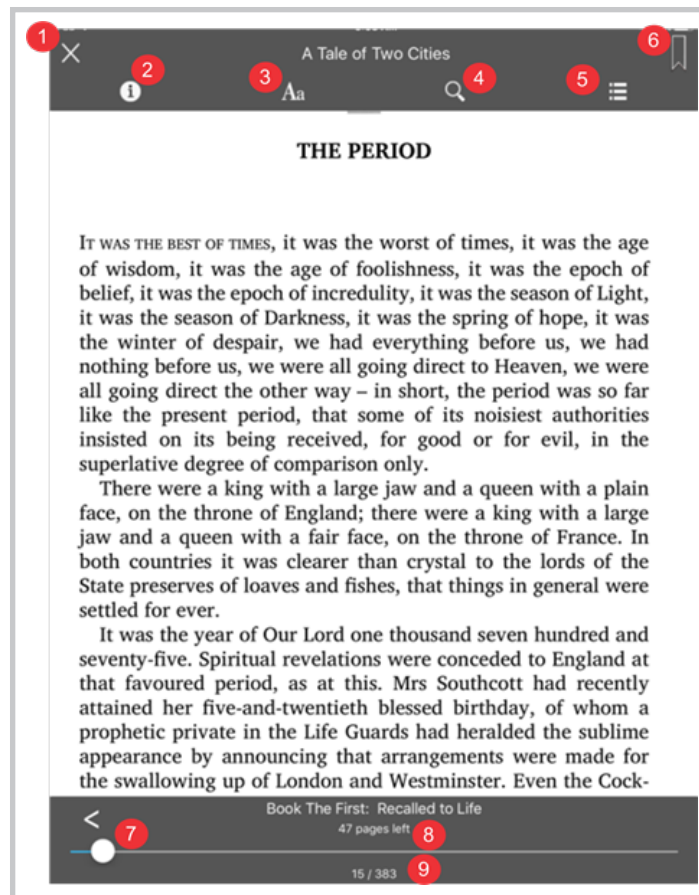 1
6
A Tale of Two Cities
2
3
4
5
i
Aa
THE PERIOD
IT WAS THE BEST OF TIMES, it was the worst of times, it was the age
of wisdom, it was the age of foolishness, it was the epoch of
belief, it was the epoch of incredulity, it was the season of Light,
it was the season of Darkness, it was the spring of hope, it was
the winter of despair, we had everything before us, we had
nothing before us, we were all going direct to Heaven, we were
all going direct the other way – in short, the period was so far
like the present period, that some of its noisiest authorities
insisted on its being received, for good or for evil, in the
superlative degree of comparison only.
There were a king with a large jaw and a queen with a plain
face, on the throne of England; there were a king with a large
jaw and a queen with a fair face, on the throne of France. In
both countries it was clearer than crystal to the lords of the
State preserves of loaves and fishes, that things in general were
settled for ever.
It was the year of Our Lord one thousand seven hundred and
seventy-five. Spiritual revelations were conceded to England at
that favoured period, as at this. Mrs Southcott had recently
attained her five-and-twentieth blessed birthday, of whom a
prophetic private in the Life Guards had heralded the sublime
appearance by announcing that arrangements were made for
the swallowing up of London and Westminster. Even the Cock-
Book The First: Recalled to Life
<
7
47 pages left
8
15 / 383
9